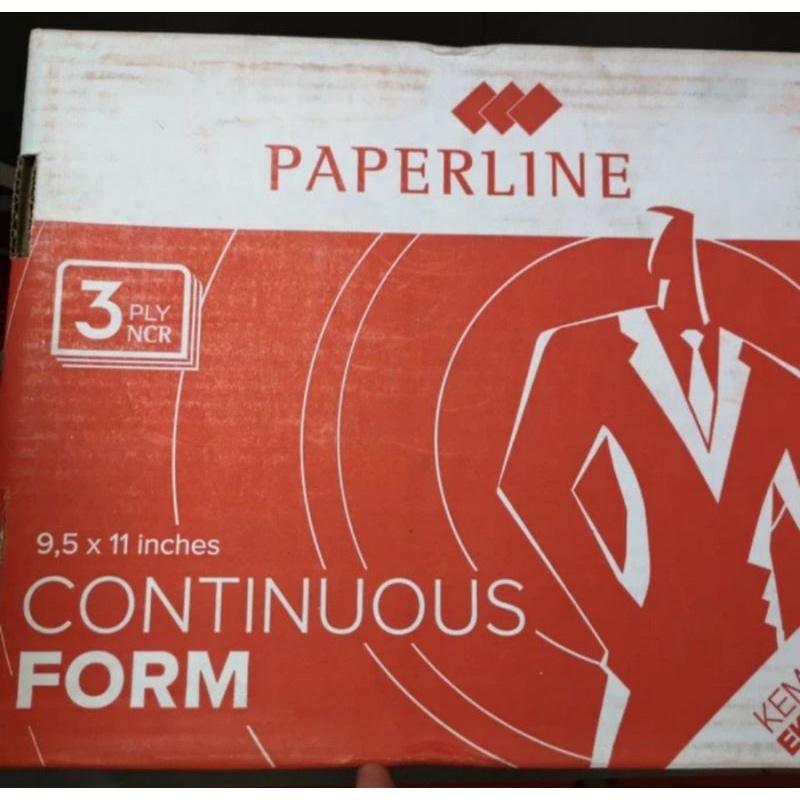 PAPERLINE
3 PLY
NCR
9,5 x 11 inches
CONTINUOUS
FORM